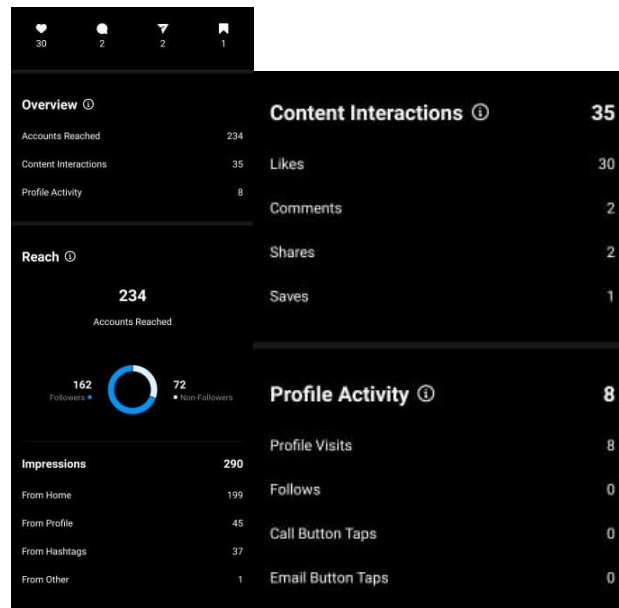 30 2 2 1
Overview
Accounts Reached 234
Content Interactions 35
Profile Activity 8
Reach
234
Accounts Reached
162 72
Followers Non-Followers
Impressions 290
From Home 199
From Profile 45
From Hashtags 37
From Other 1
Content Interactions 35
Likes 30
Comments 2
Shares 2
Saves 1
Profile Activity 8
Profile Visits 8
Follows 0
Call Button Taps 0
Email Button Taps 0